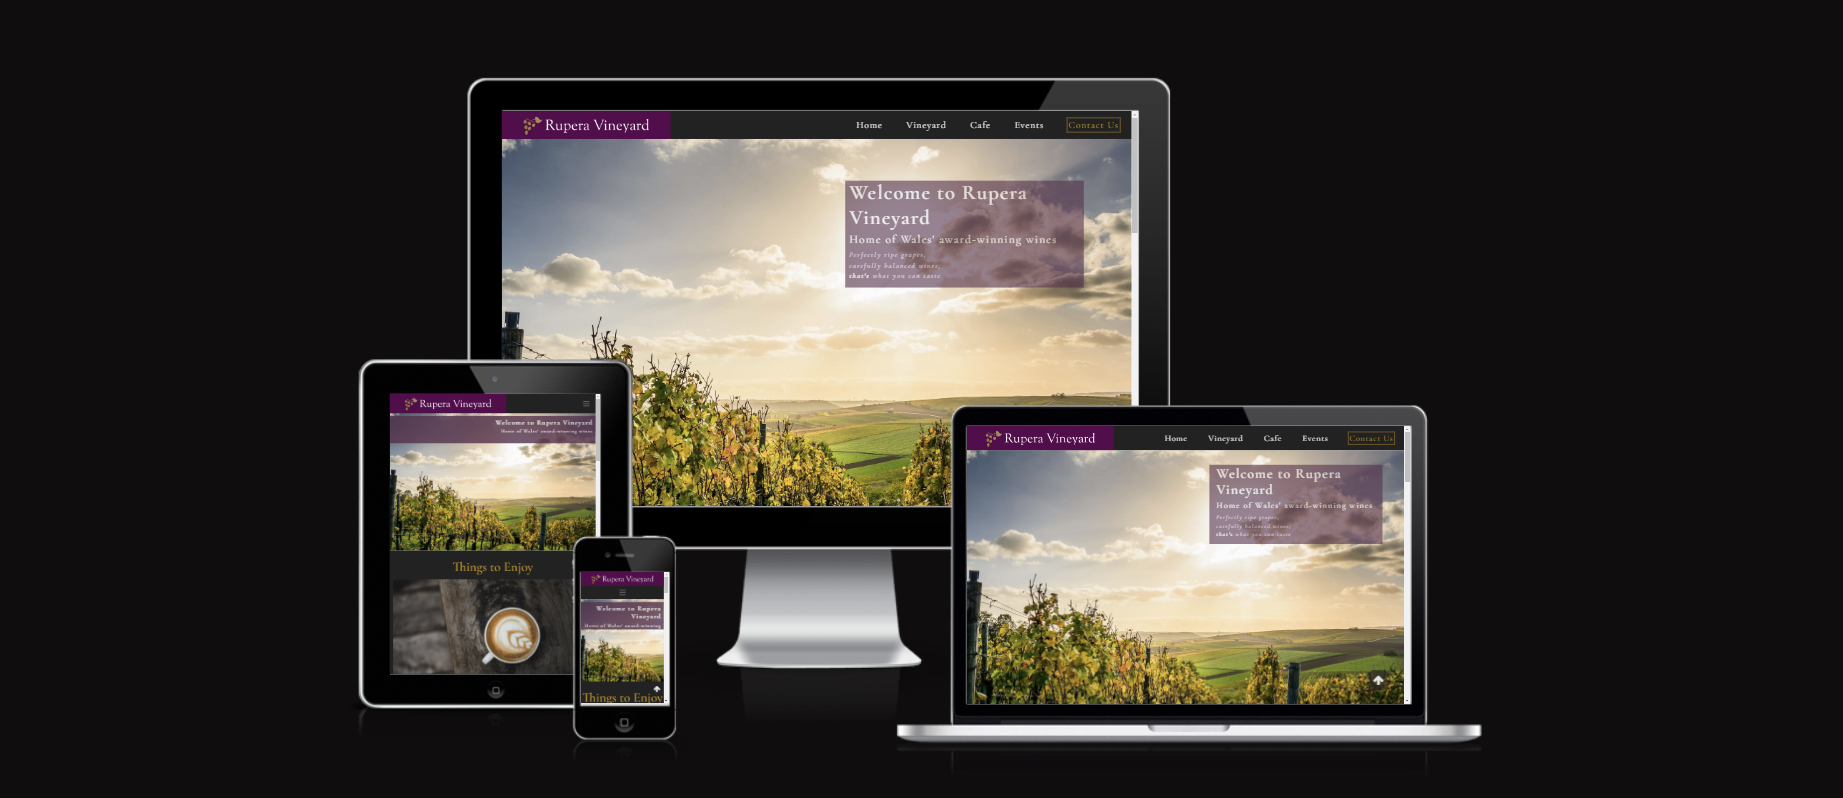 Rupera Vineyard
Home Vineyard Cafe Events Contact Us
Welcome to Rupera
Vineyard
Home of Wales' award-winning wines
Perfectly ripe grapes,
carefully balanced wines;
that's what you can taste
Rupera Vineyard
Welcome to Rupera Vineyard
Home of Wales' award-winning wines
Things to Enjoy
Rupera Vineyard
Welcome to Rupera
Vineyard
Home of Wales' award-winning
Things to Enjoy
Rupera Vineyard
Home Vineyard Cafe Events Contact Us
Welcome to Rupera
Vineyard
Home of Wales' award-winning wines
Perfectly ripe grapes,
carefully balanced wines;
that's what you can taste